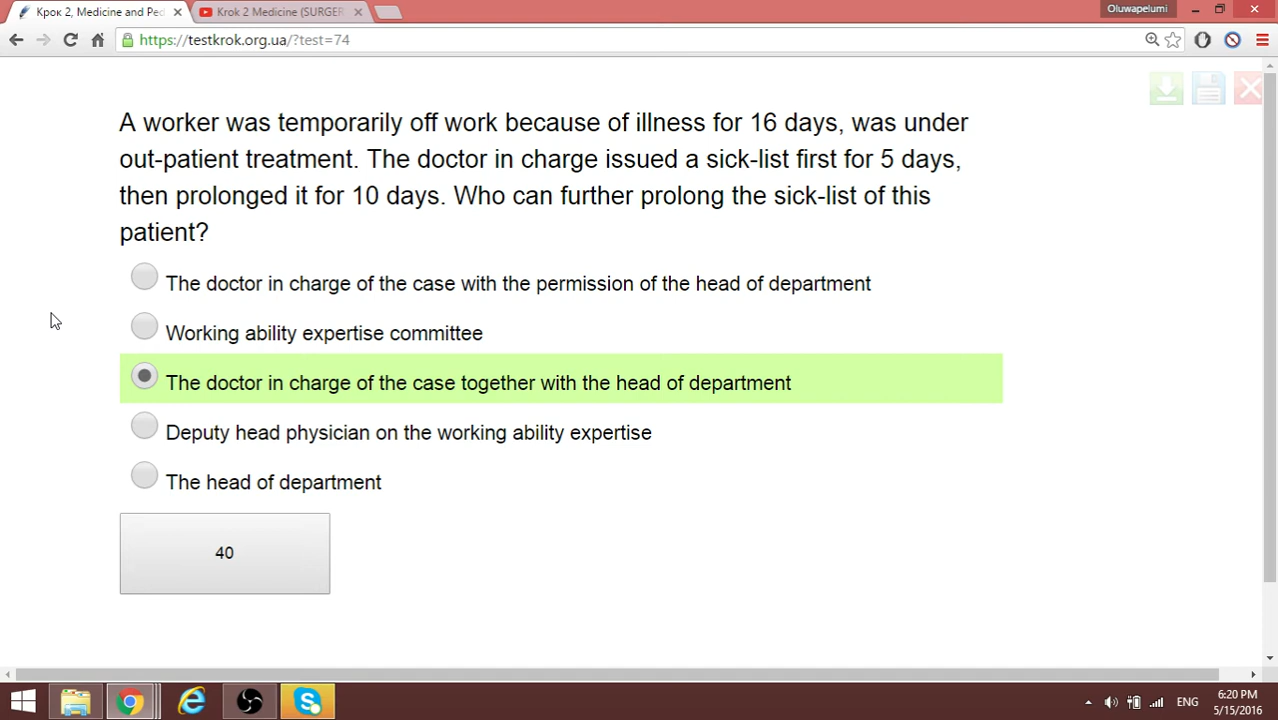 Крок 2, Medicine and Ped
Krok 2 Medicine (SURGER
Oluwapelumi
https://testkrok.org.ua/?test=74
A worker was temporarily off work because of illness for 16 days, was under
out-patient treatment. The doctor in charge issued a sick-list first for 5 days,
then prolonged it for 10 days. Who can further prolong the sick-list of this
patient?
The doctor in charge of the case with the permission of the head of department
Working ability expertise committee
The doctor in charge of the case together with the head of department
Deputy head physician on the working ability expertise
The head of department
40
ENG
6:20 PM
5/15/2016